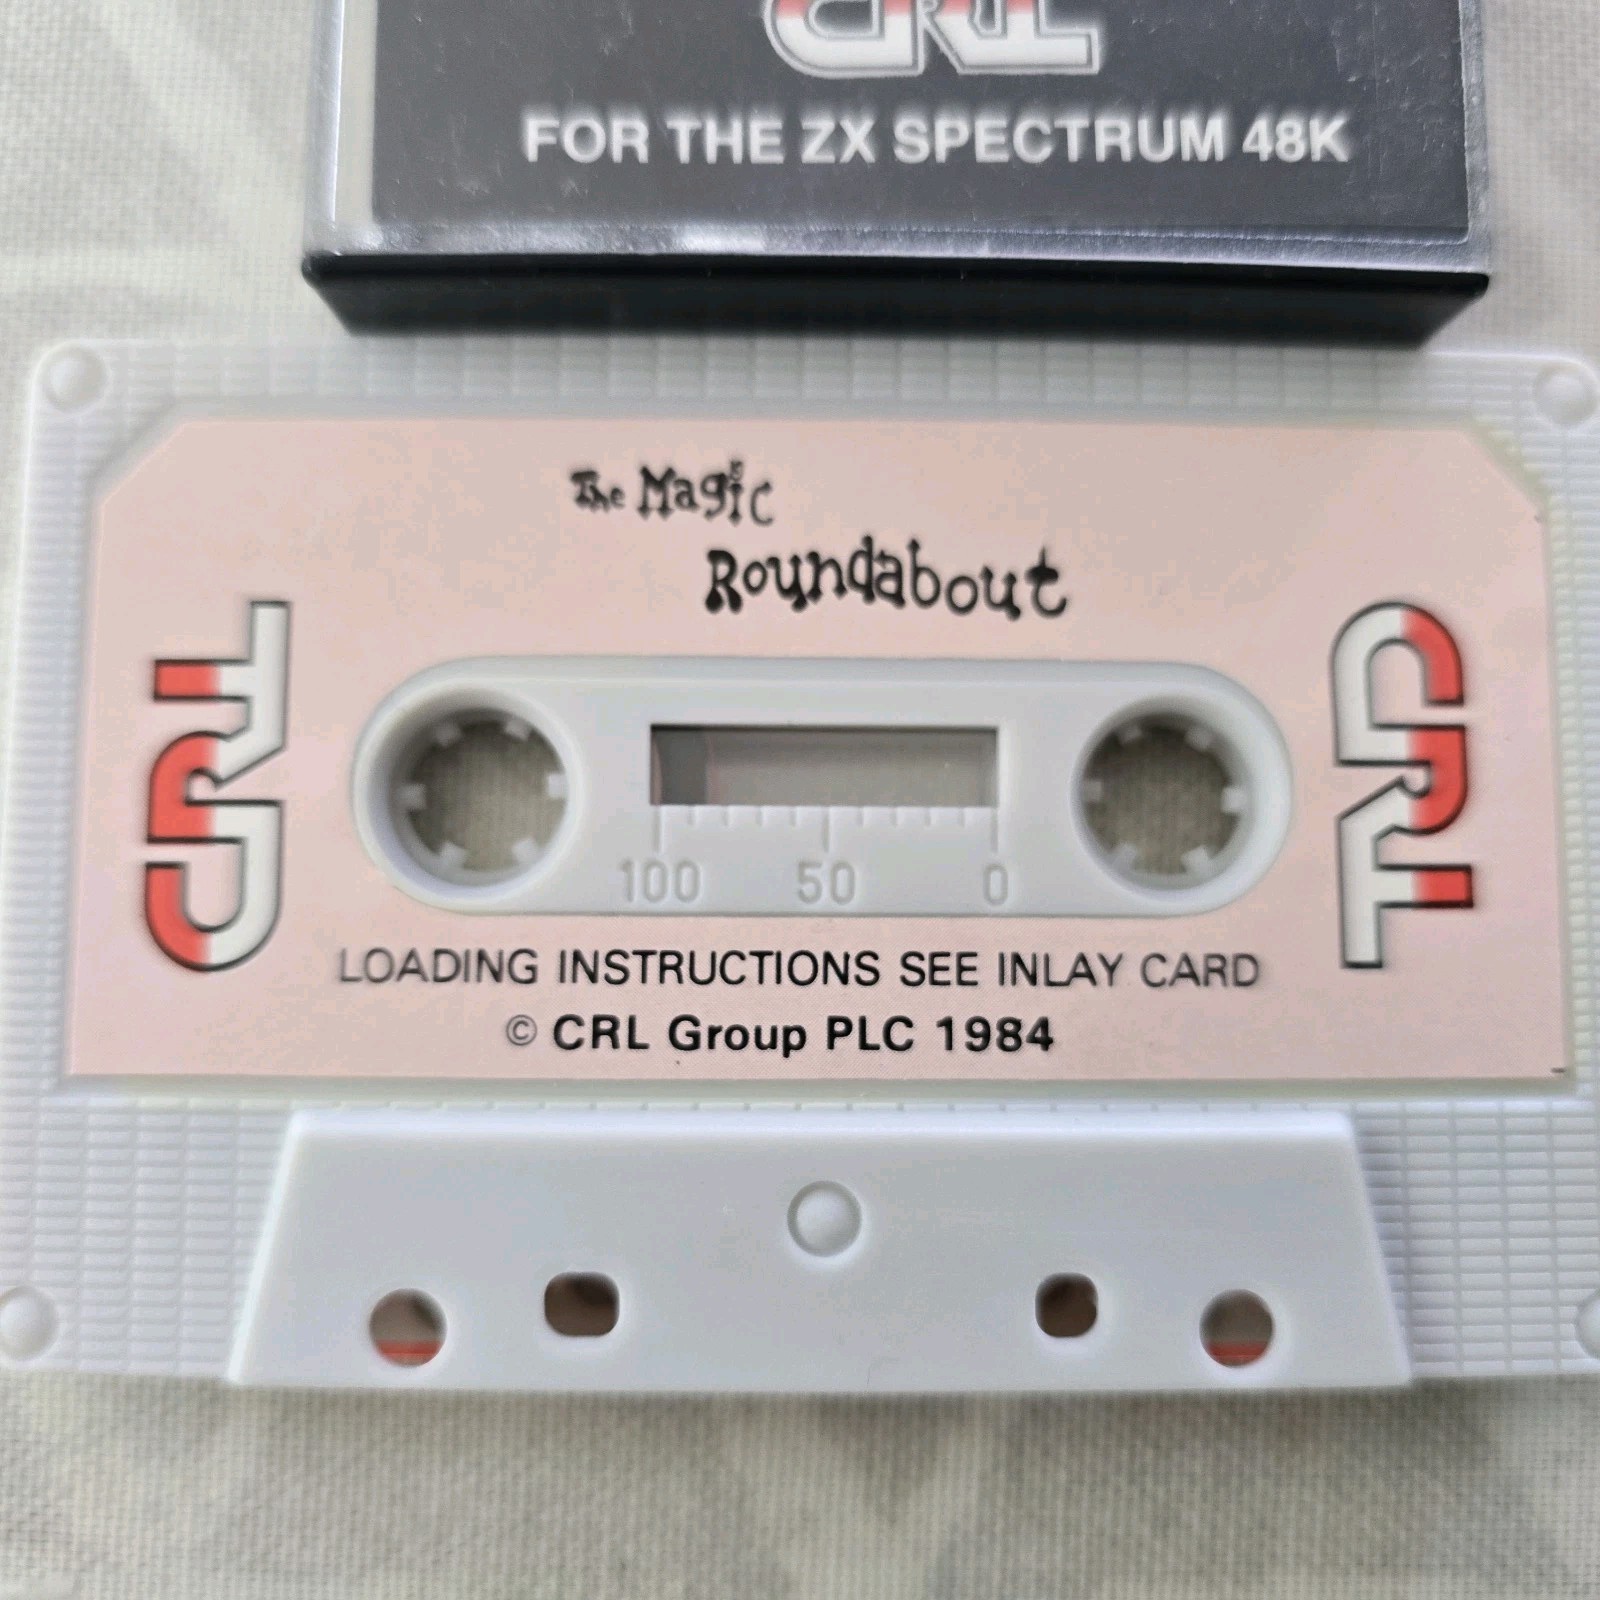 CRL
FOR THE ZX SPECTRUM 48K
The Magic
Roundabout
CRL
CRL
100 50 0
LOADING INSTRUCTIONS SEE INLAY CARD
© CRL Group PLC 1984